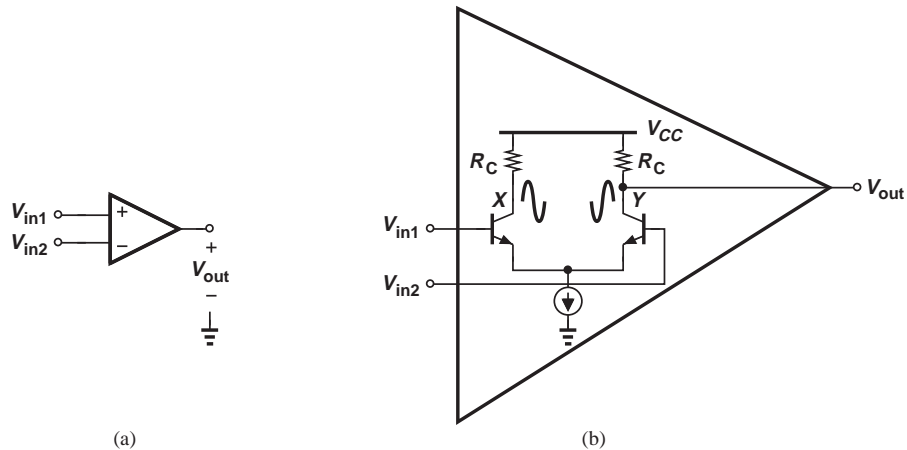 V_CC
R_C R_C
X Y
V_in1
V_in2
+
−
+
V_out
−
V_in1
V_in2
V_out
(a) (b)